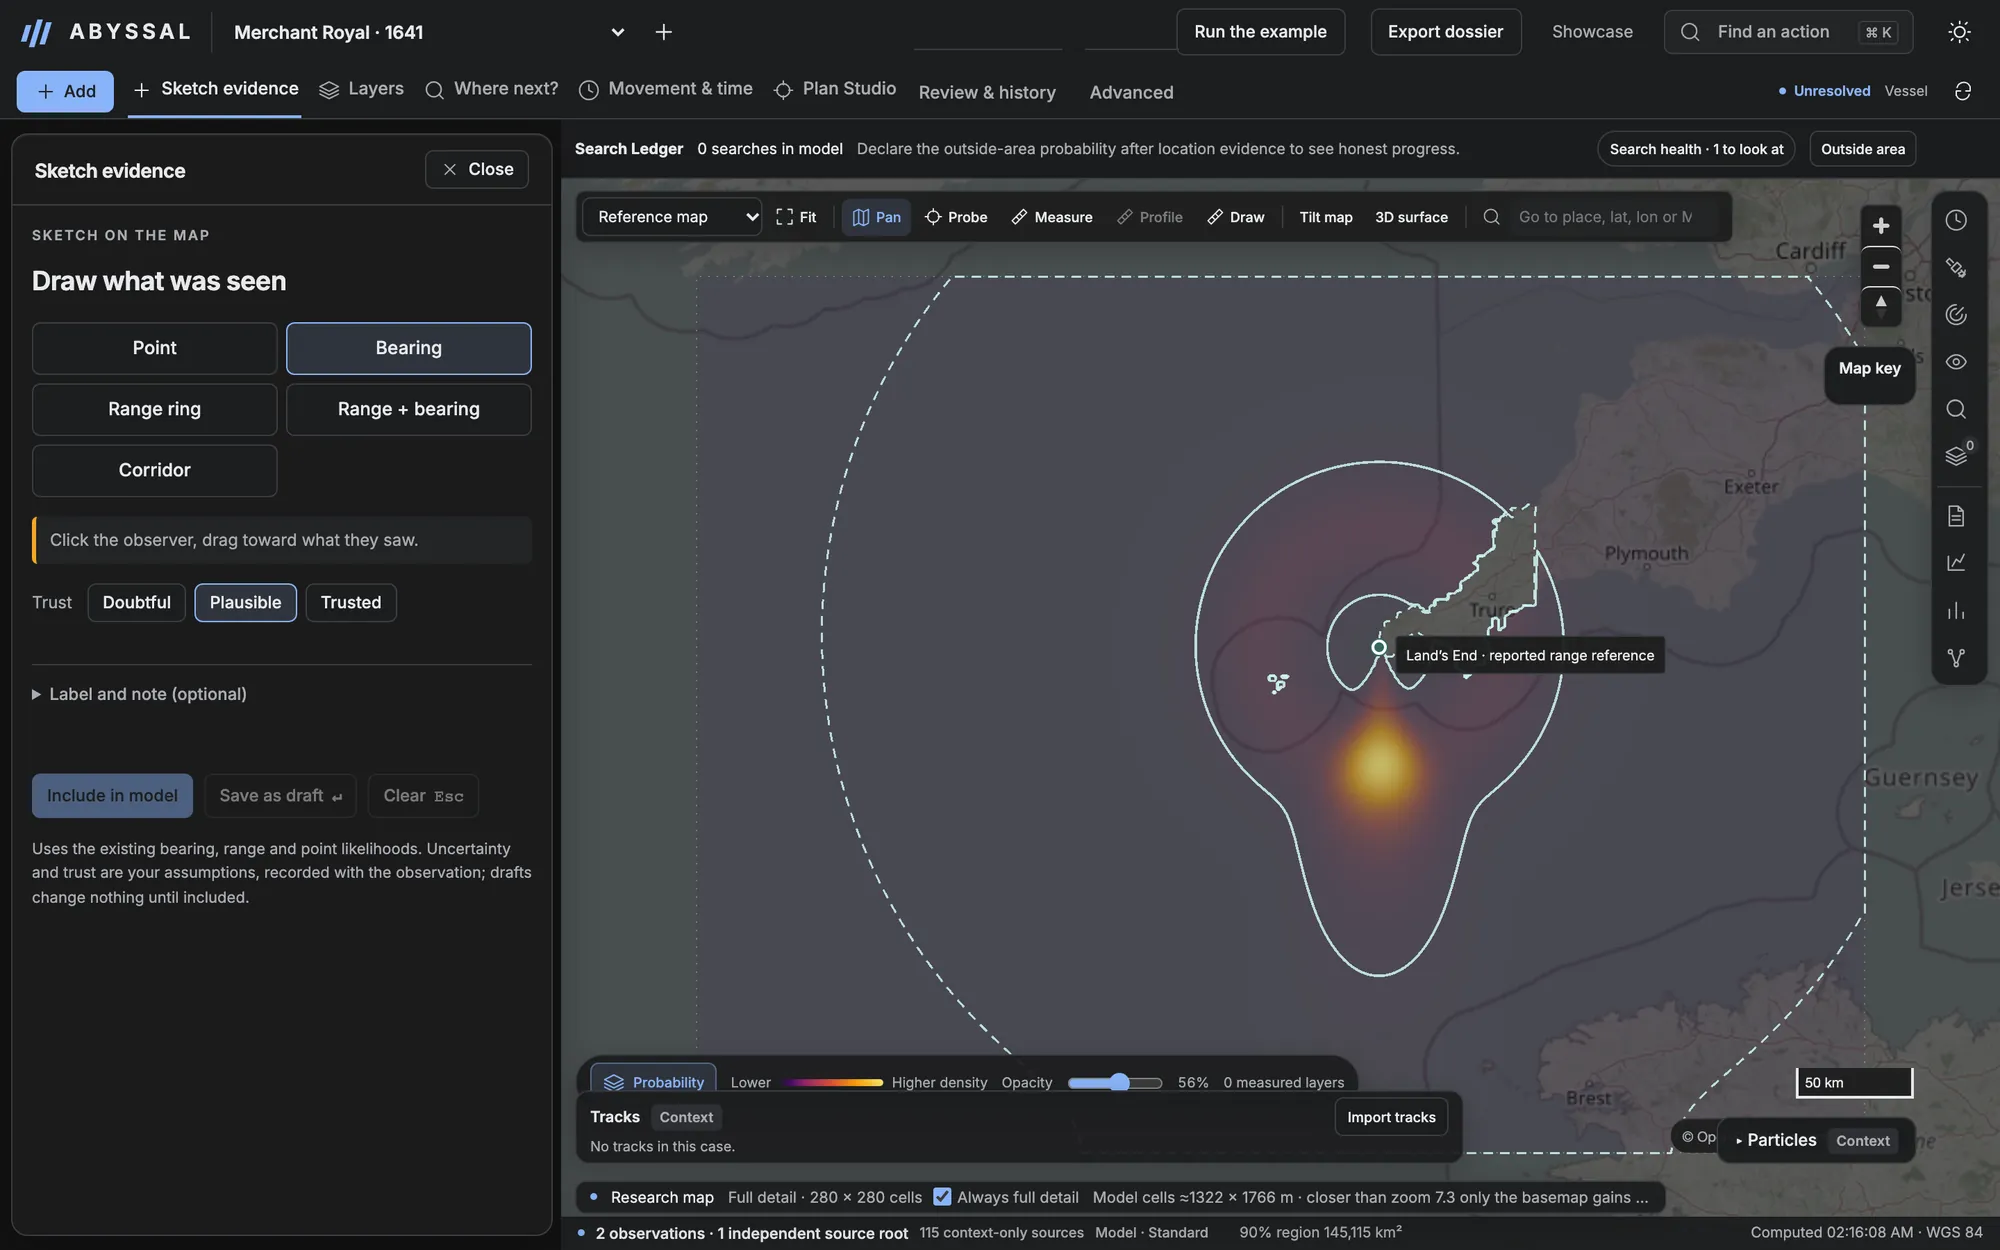 ABYSSAL
Merchant Royal · 1641
Run the example
Export dossier
Showcase
Find an action ⌘ K
Add
Sketch evidence
Layers
Where next?
Movement & time
Plan Studio
Review & history
Advanced
Unresolved Vessel
Sketch evidence
Close
SKETCH ON THE MAP
Draw what was seen
Point
Bearing
Range ring
Range + bearing
Corridor
Click the observer, drag toward what they saw.
Trust Doubtful Plausible Trusted
Label and note (optional)
Include in model
Save as draft ↵
Clear Esc
Uses the existing bearing, range and point likelihoods. Uncertainty
and trust are your assumptions, recorded with the observation; drafts
change nothing until included.
Search Ledger 0 searches in model Declare the outside-area probability after location evidence to see honest progress.
Search health · 1 to look at
Outside area
Reference map
Fit
Pan
Probe
Measure
Profile
Draw
Tilt map
3D surface
Go to place, lat, lon or M
Cardiff
Map key
0
Exeter
Plymouth
Truro
Land's End · reported range reference
Guernsey
Jerse
Brest
50 km
Probability
Lower Higher density
Opacity 56% 0 measured layers
Tracks Context
Import tracks
No tracks in this case.
© Op
Particles Context
Research map Full detail · 280 × 280 cells Always full detail Model cells ≈1322 × 1766 m · closer than zoom 7.3 only the basemap gains ...
2 observations · 1 independent source root 115 context-only sources Model · Standard 90% region 145,115 km²
Computed 02:16:08 AM · WGS 84